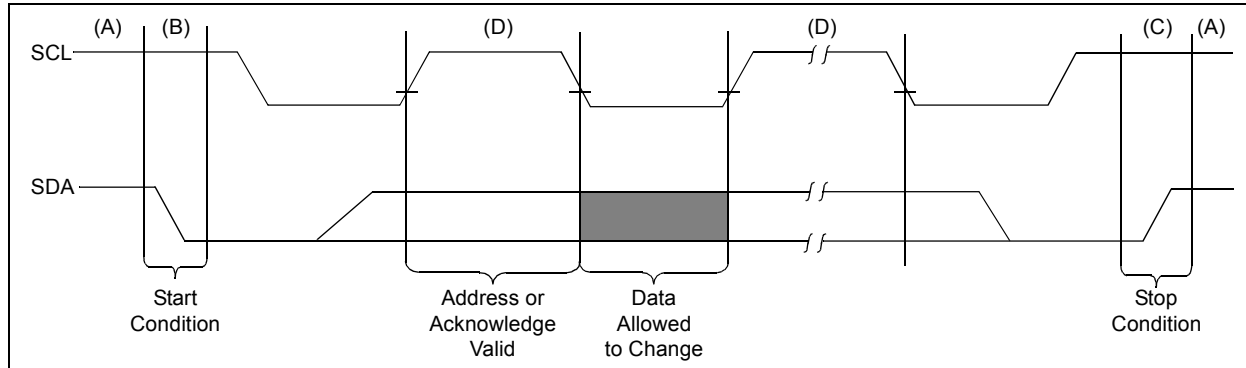 (A) (B) (D) (D) (C) (A)
SCL
SDA
Start
Condition
Address or
Acknowledge
Valid
Data
Allowed
to Change
Stop
Condition